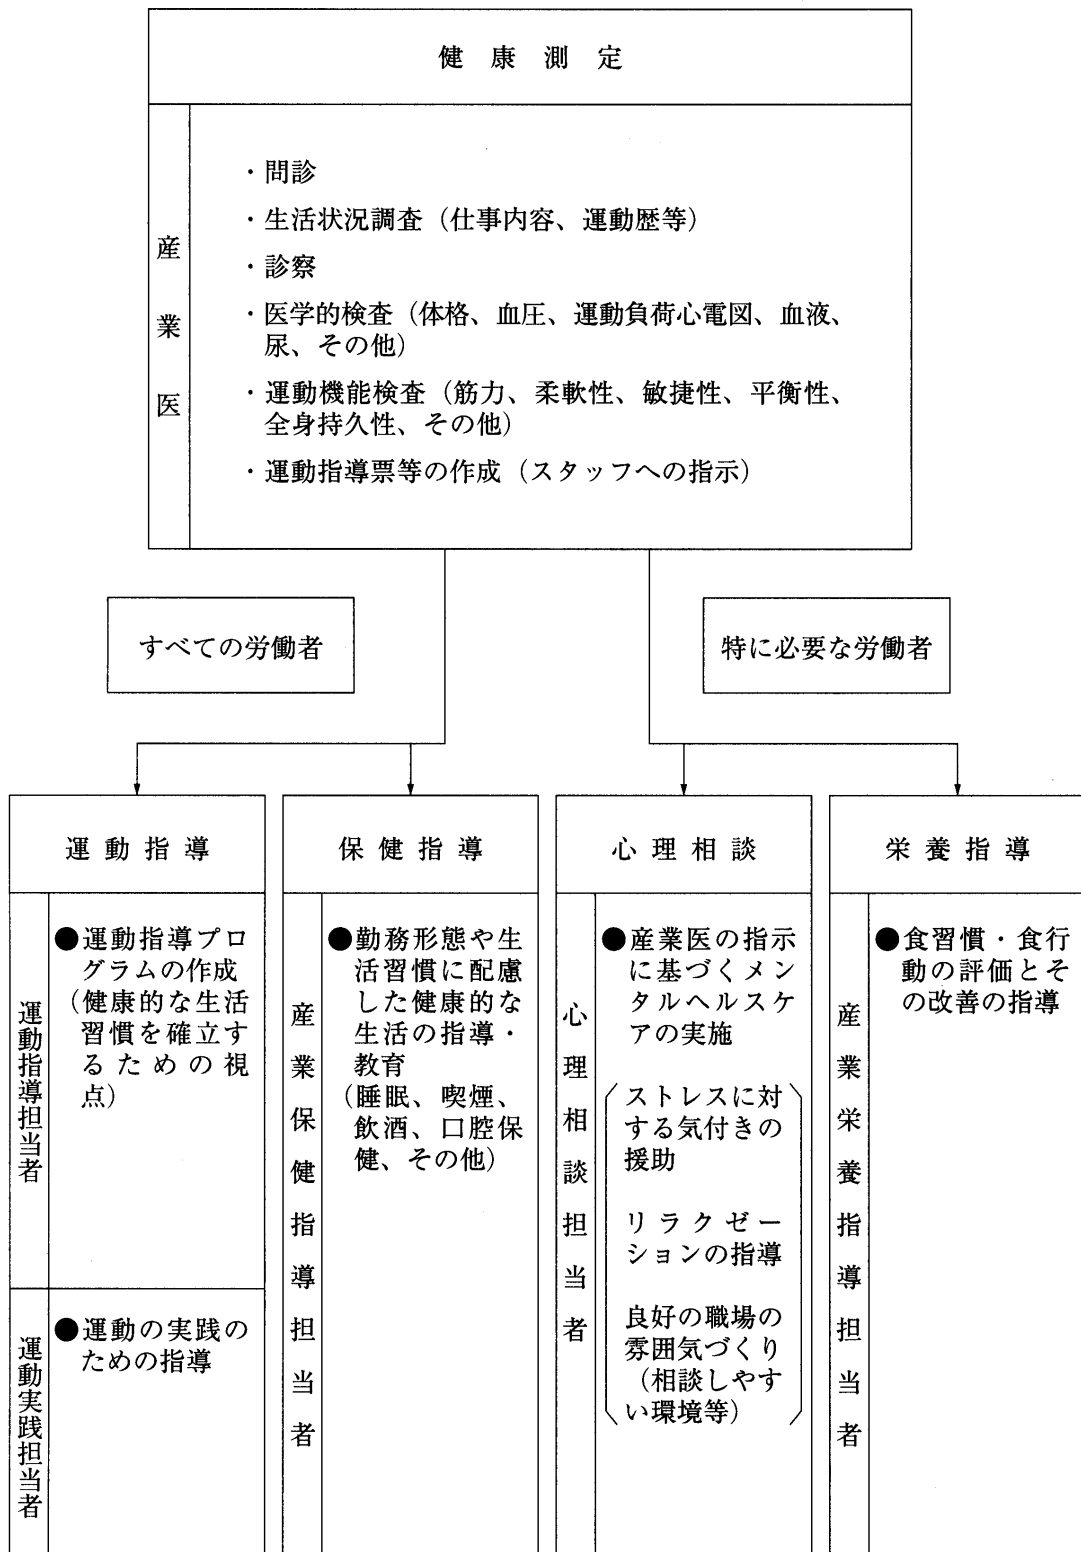 健康測定
産業医
・問診
・生活状況調査（仕事内容、運動歴等）
・診察
・医学的検査（体格、血圧、運動負荷心電図、血液、
尿、その他）
・運動機能検査（筋力、柔軟性、敏捷性、平衡性、
全身持久性、その他）
・運動指導票等の作成（スタッフへの指示）
すべての労働者
特に必要な労働者
運動指導
運動指導担当者
●運動指導プロ
グラムの作成
（健康的な生活
習慣を確立す
るための視
点）
運動実践担当者
●運動の実践の
ための指導
保健指導
産業保健指導担当者
●勤務形態や生
活習慣に配慮
した健康的な
生活の指導・
教育
（睡眠、喫煙、
飲酒、口腔保
健、その他）
心理相談
心理相談担当者
●産業医の指示
に基づくメン
タルヘルスケ
アの実施
ストレスに対
する気付きの
援助
リラクゼー
ションの指導
良好の職場の
雰囲気づくり
（相談しやす
い環境等）
栄養指導
産業栄養指導担当者
●食習慣・食行
動の評価とそ
の改善の指導